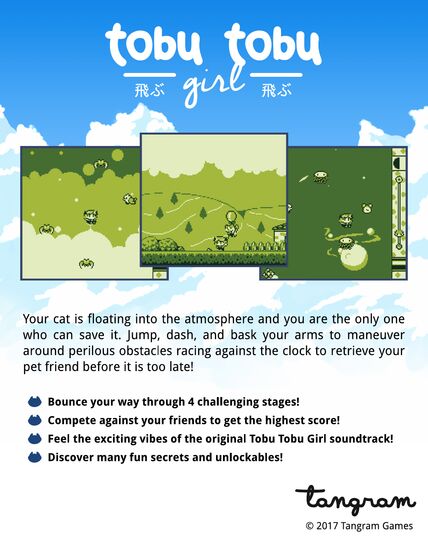 tobu tobu
飛ぶ girl 飛ぶ
Your cat is floating into the atmosphere and you are the only one
who can save it. Jump, dash, and bask your arms to maneuver
around perilous obstacles racing against the clock to retrieve your
pet friend before it is too late!
Bounce your way through 4 challenging stages!
Compete against your friends to get the highest score!
Feel the exciting vibes of the original Tobu Tobu Girl soundtrack!
Discover many fun secrets and unlockables!
tangram
© 2017 Tangram Games